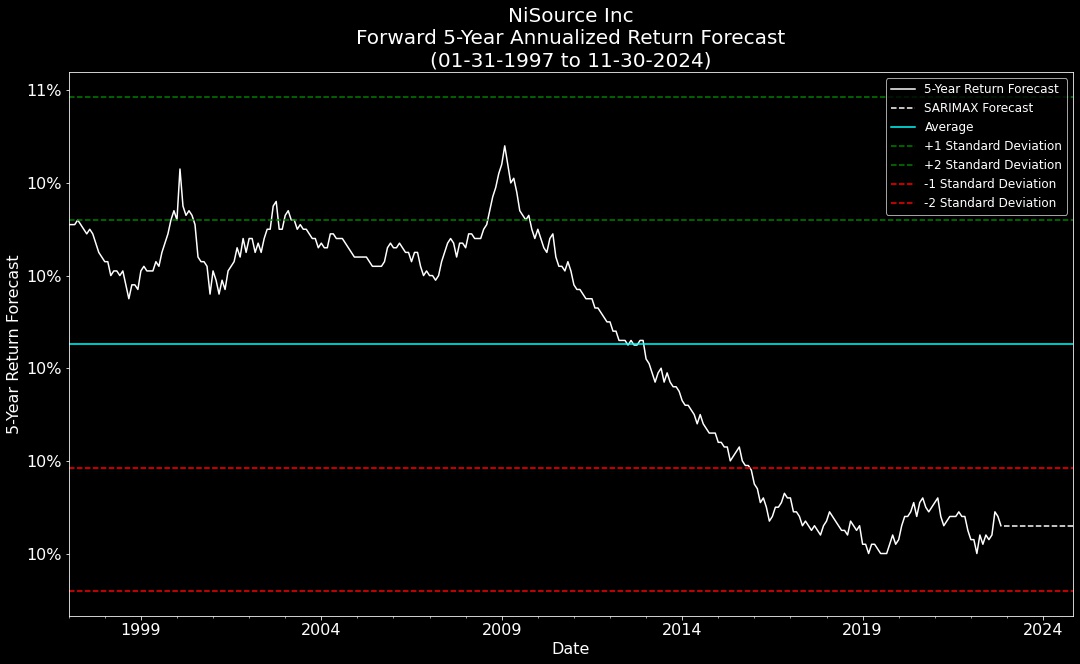 NiSource Inc
Forward 5-Year Annualized Return Forecast
(01-31-1997 to 11-30-2024)
5-Year Return Forecast
11%
10%
10%
10%
10%
10%
5-Year Return Forecast
SARIMAX Forecast
Average
+1 Standard Deviation
+2 Standard Deviation
-1 Standard Deviation
-2 Standard Deviation
1999
2004
2009
2014
2019
2024
Date